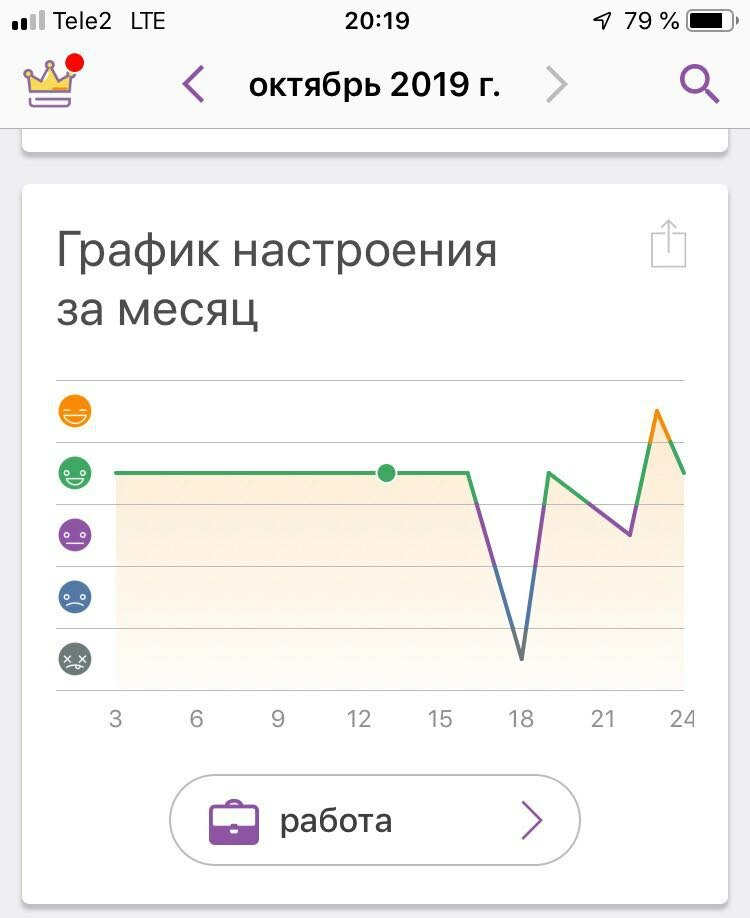 Tele2 LTE 20:19 79 %
октябрь 2019 г.
График настроения
за месяц
3 6 9 12 15 18 21 24
работа